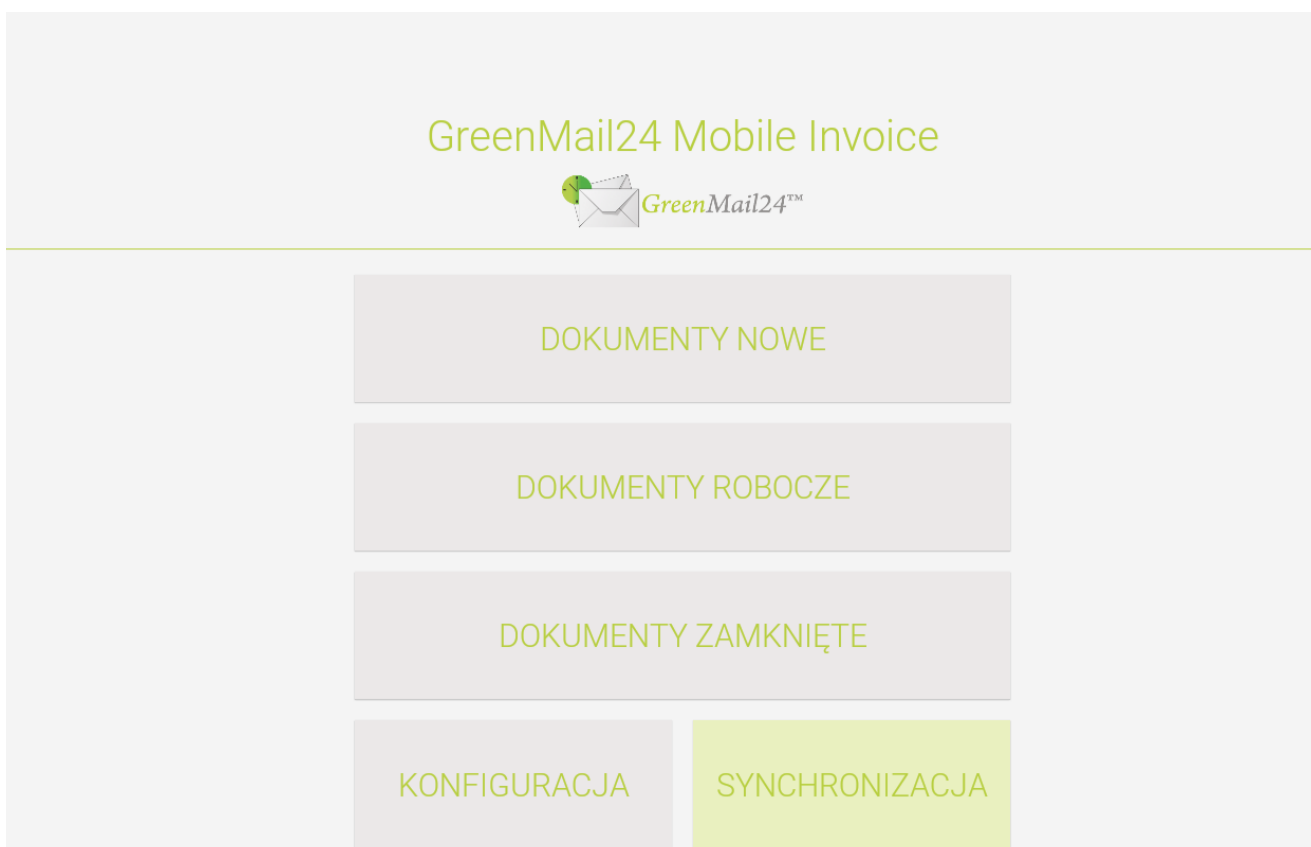 GreenMail24 Mobile Invoice
GreenMail24™
DOKUMENTY NOWE
DOKUMENTY ROBOCZE
DOKUMENTY ZAMKNIĘTE
KONFIGURACJA SYNCHRONIZACJA